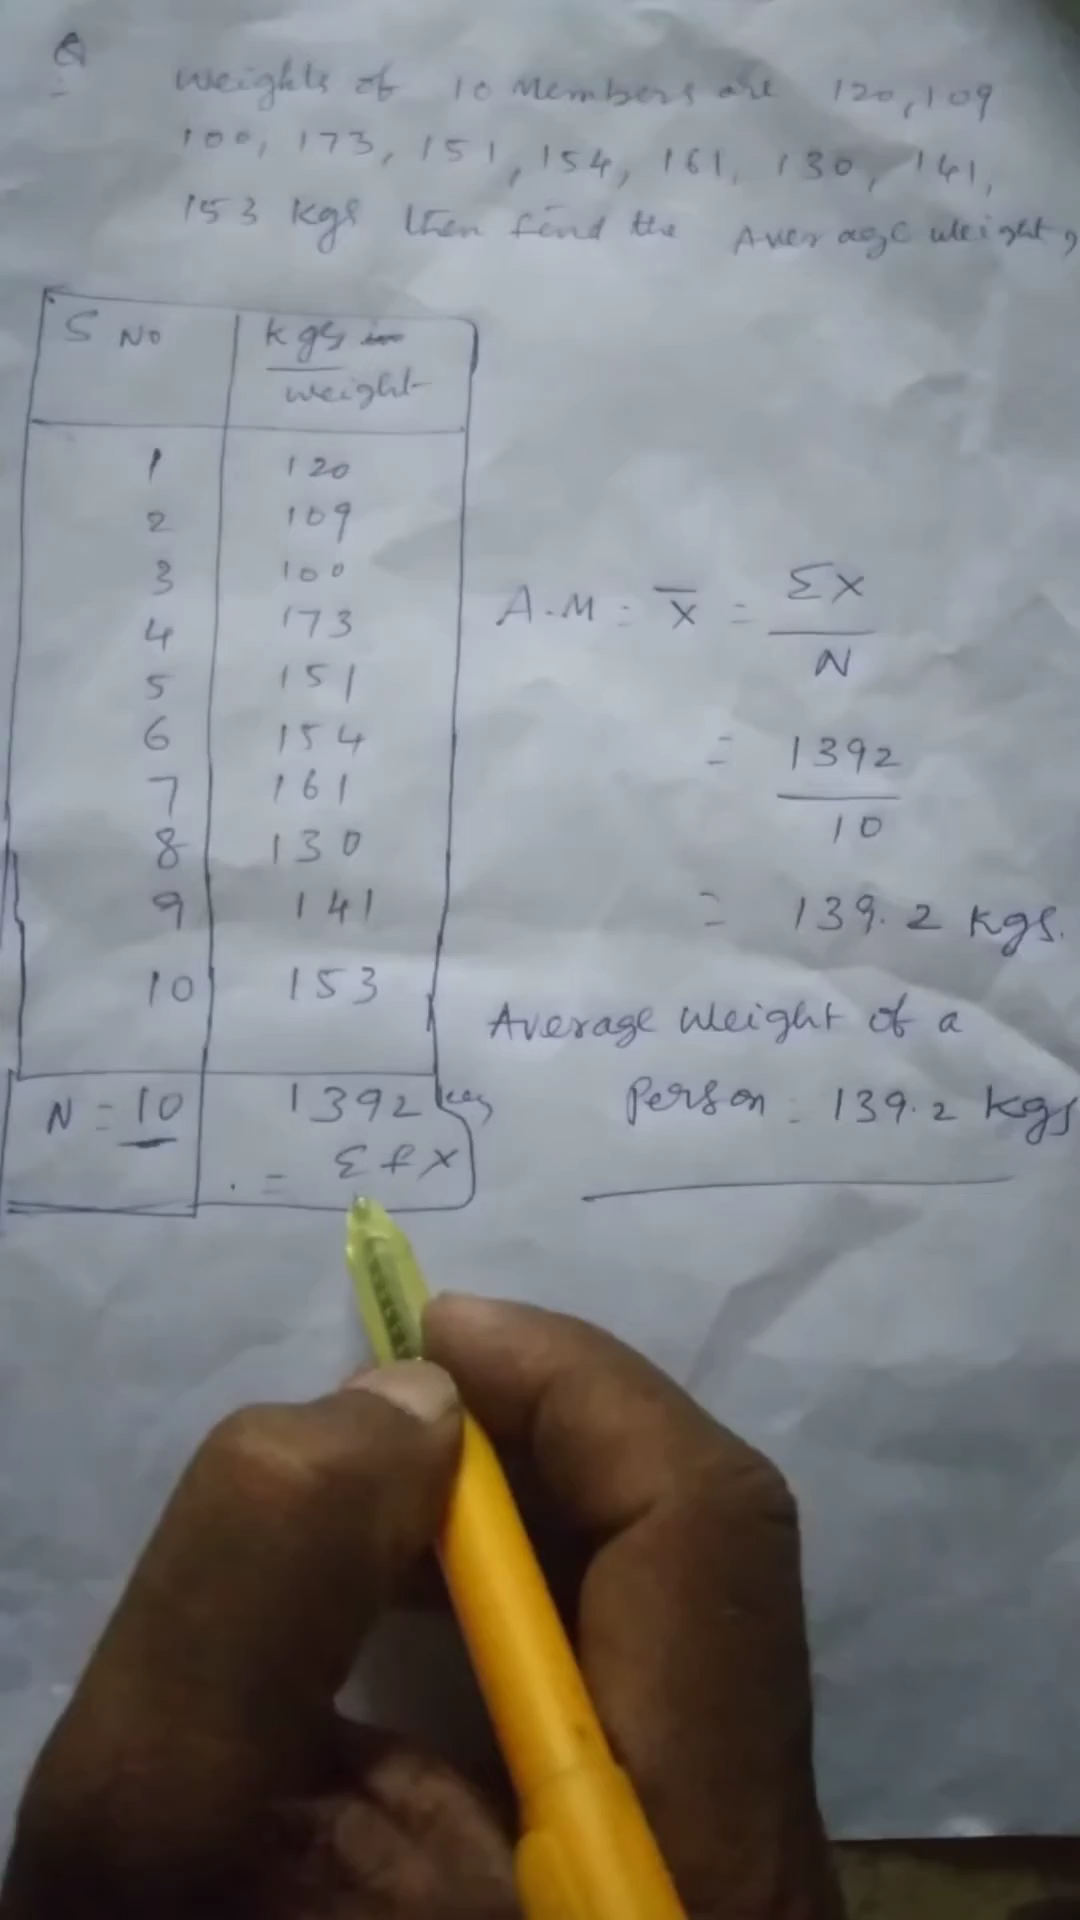 Q
Weights of 10 Members are 120, 109
100, 173, 151, 154, 161, 130, 141,
153 kgs then find the Average weight,
S No
kgs
weight
1 120
2 109
3 100
4 173
5 151
6 154
7 161
8 130
9 141
10 153
N = 10 1392 kgs
= Σfx
A.M = x̄ = Σx
N
= 1392
10
= 139.2 kgs.
Average Weight of a
Person = 139.2 kgs